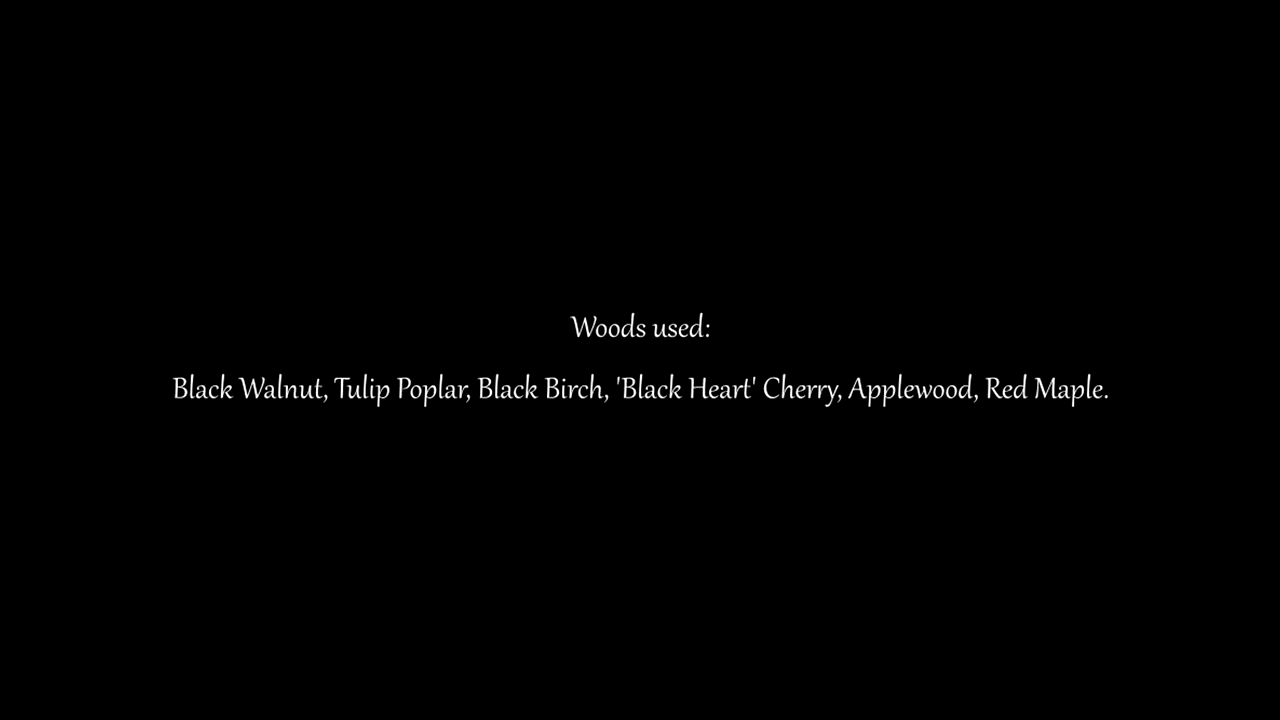 Woods used:
Black Walnut, Tulip Poplar, Black Birch, 'Black Heart' Cherry, Applewood, Red Maple.